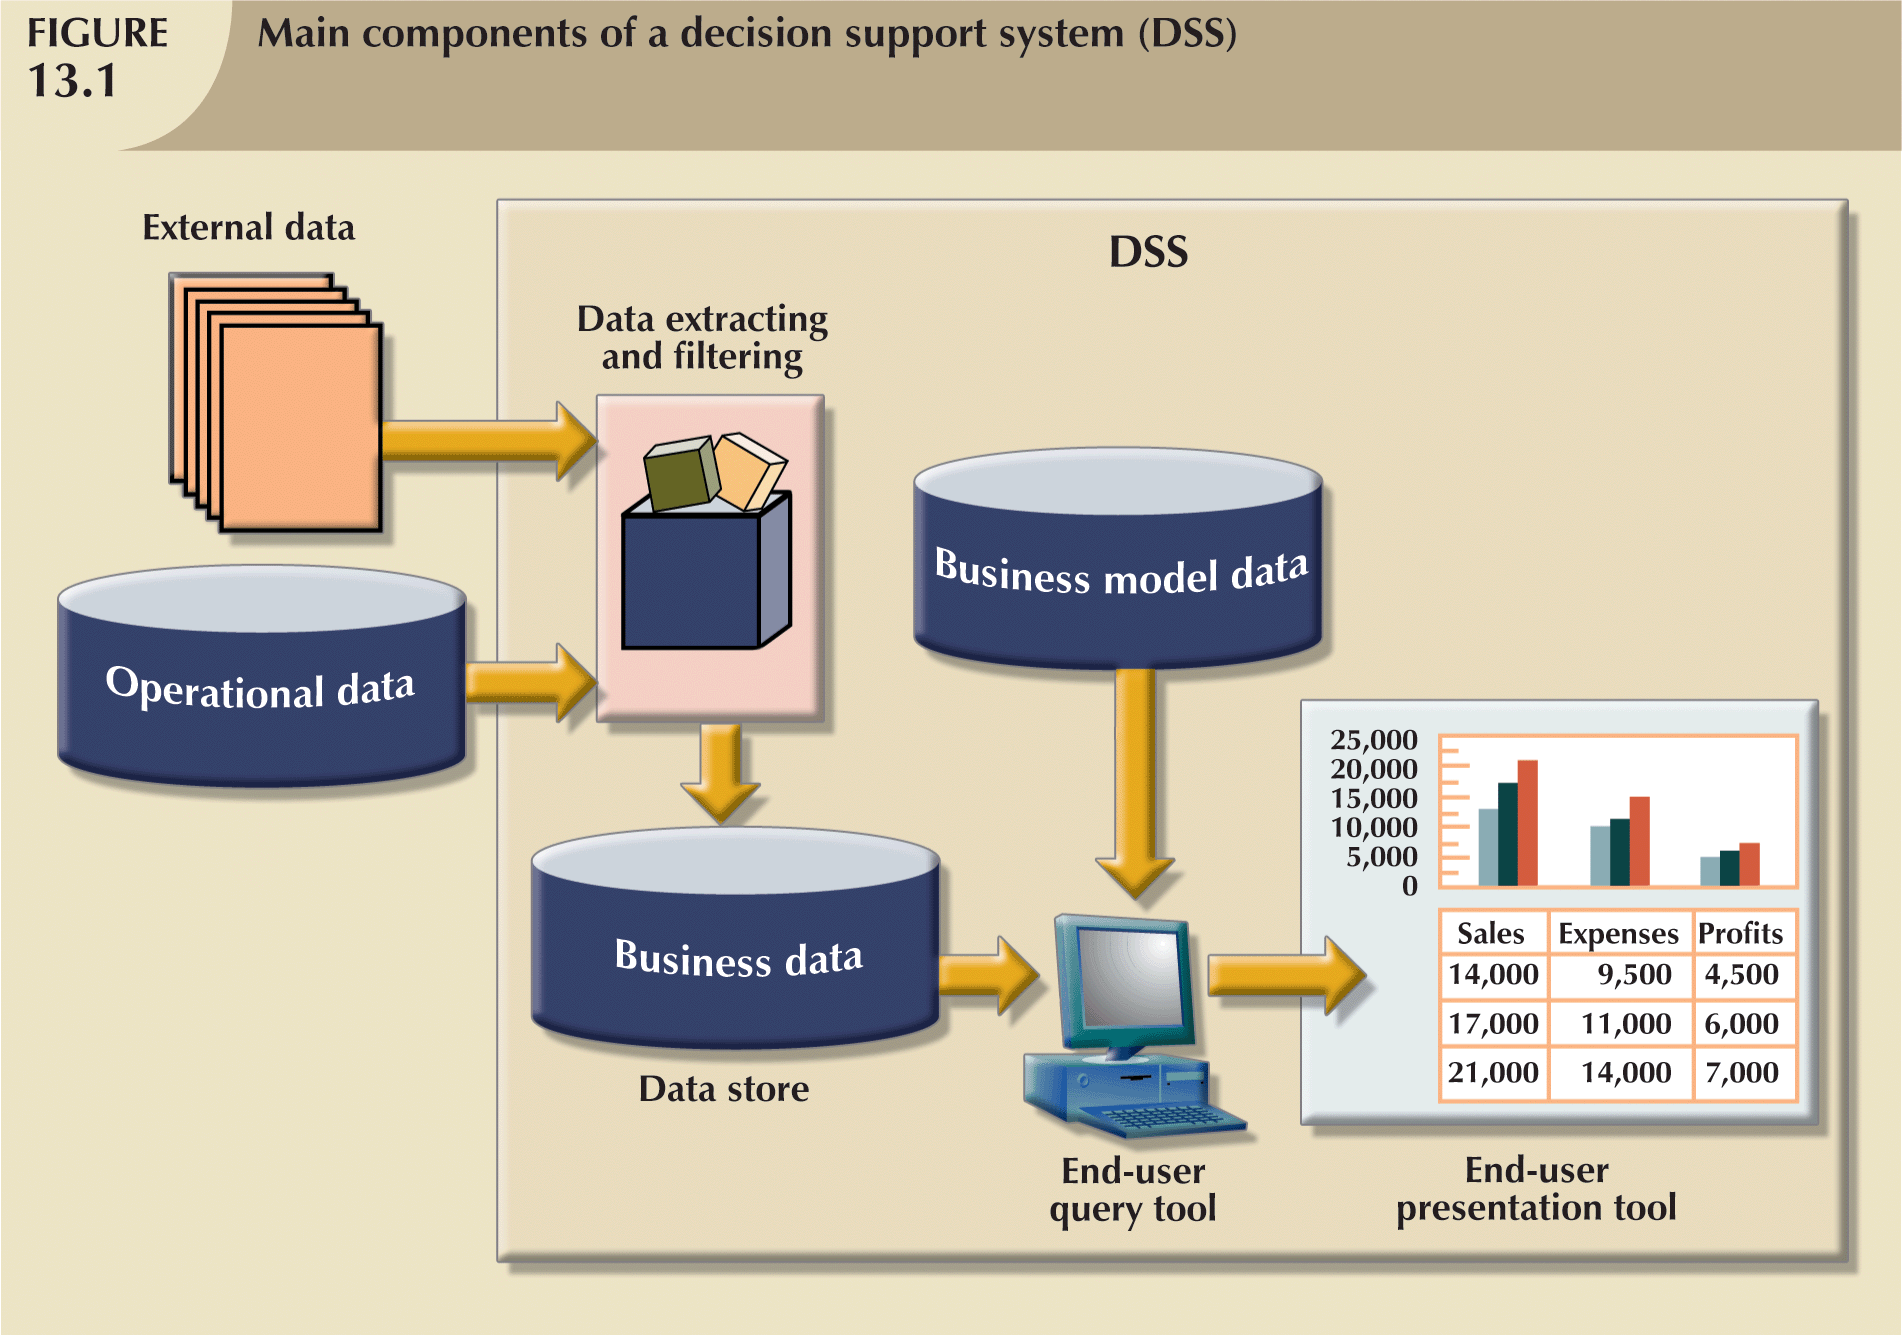 FIGURE
13.1
Main components of a decision support system (DSS)
External data
DSS
Data extracting
and filtering
Business model data
Operational data
25,000
20,000
15,000
10,000
5,000
0
Sales Expenses Profits
14,000 9,500 4,500
17,000 11,000 6,000
21,000 14,000 7,000
Business data
Data store
End-user
query tool
End-user
presentation tool